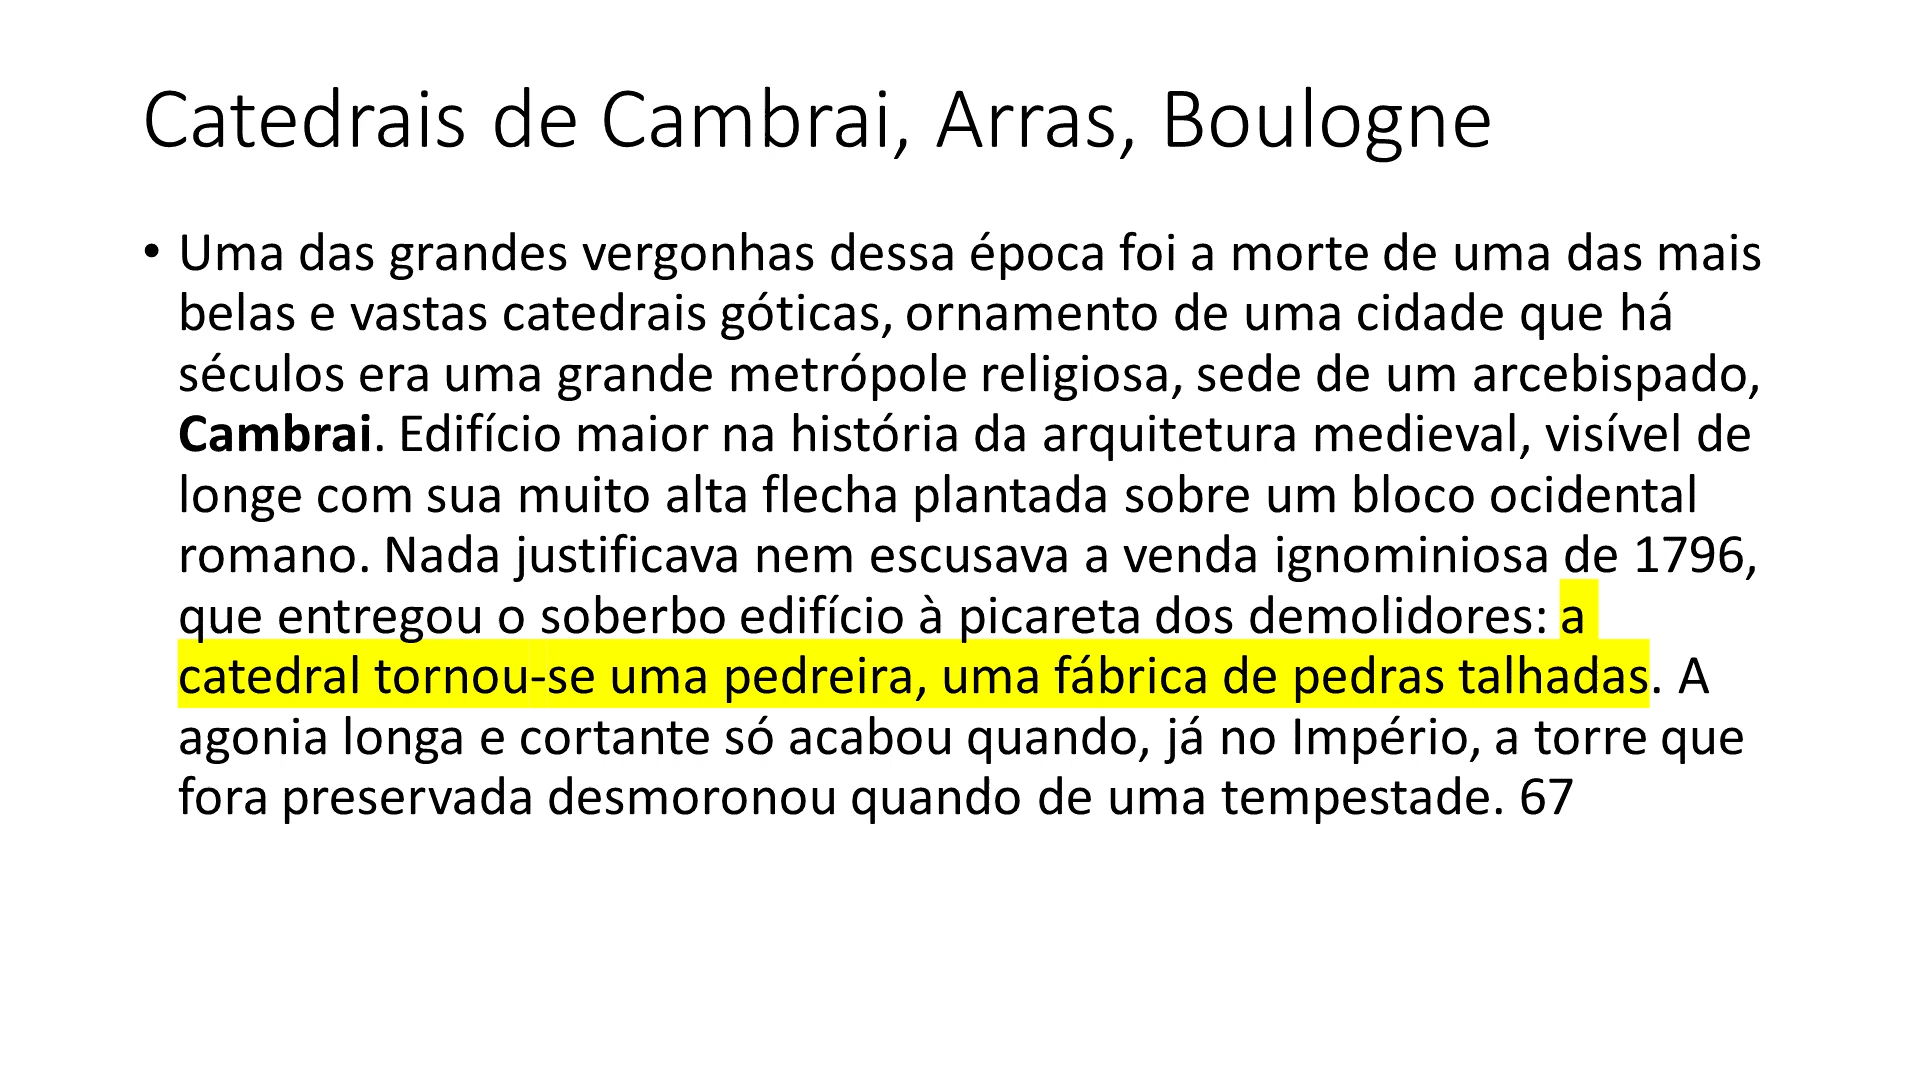 Catedrais de Cambrai, Arras, Boulogne
• Uma das grandes vergonhas dessa época foi a morte de uma das mais
belas e vastas catedrais góticas, ornamento de uma cidade que há
séculos era uma grande metrópole religiosa, sede de um arcebispado,
Cambrai. Edifício maior na história da arquitetura medieval, visível de
longe com sua muito alta flecha plantada sobre um bloco ocidental
romano. Nada justificava nem escusava a venda ignominiosa de 1796,
que entregou o soberbo edifício à picareta dos demolidores: a
catedral tornou-se uma pedreira, uma fábrica de pedras talhadas. A
agonia longa e cortante só acabou quando, já no Império, a torre que
fora preservada desmoronou quando de uma tempestade. 67